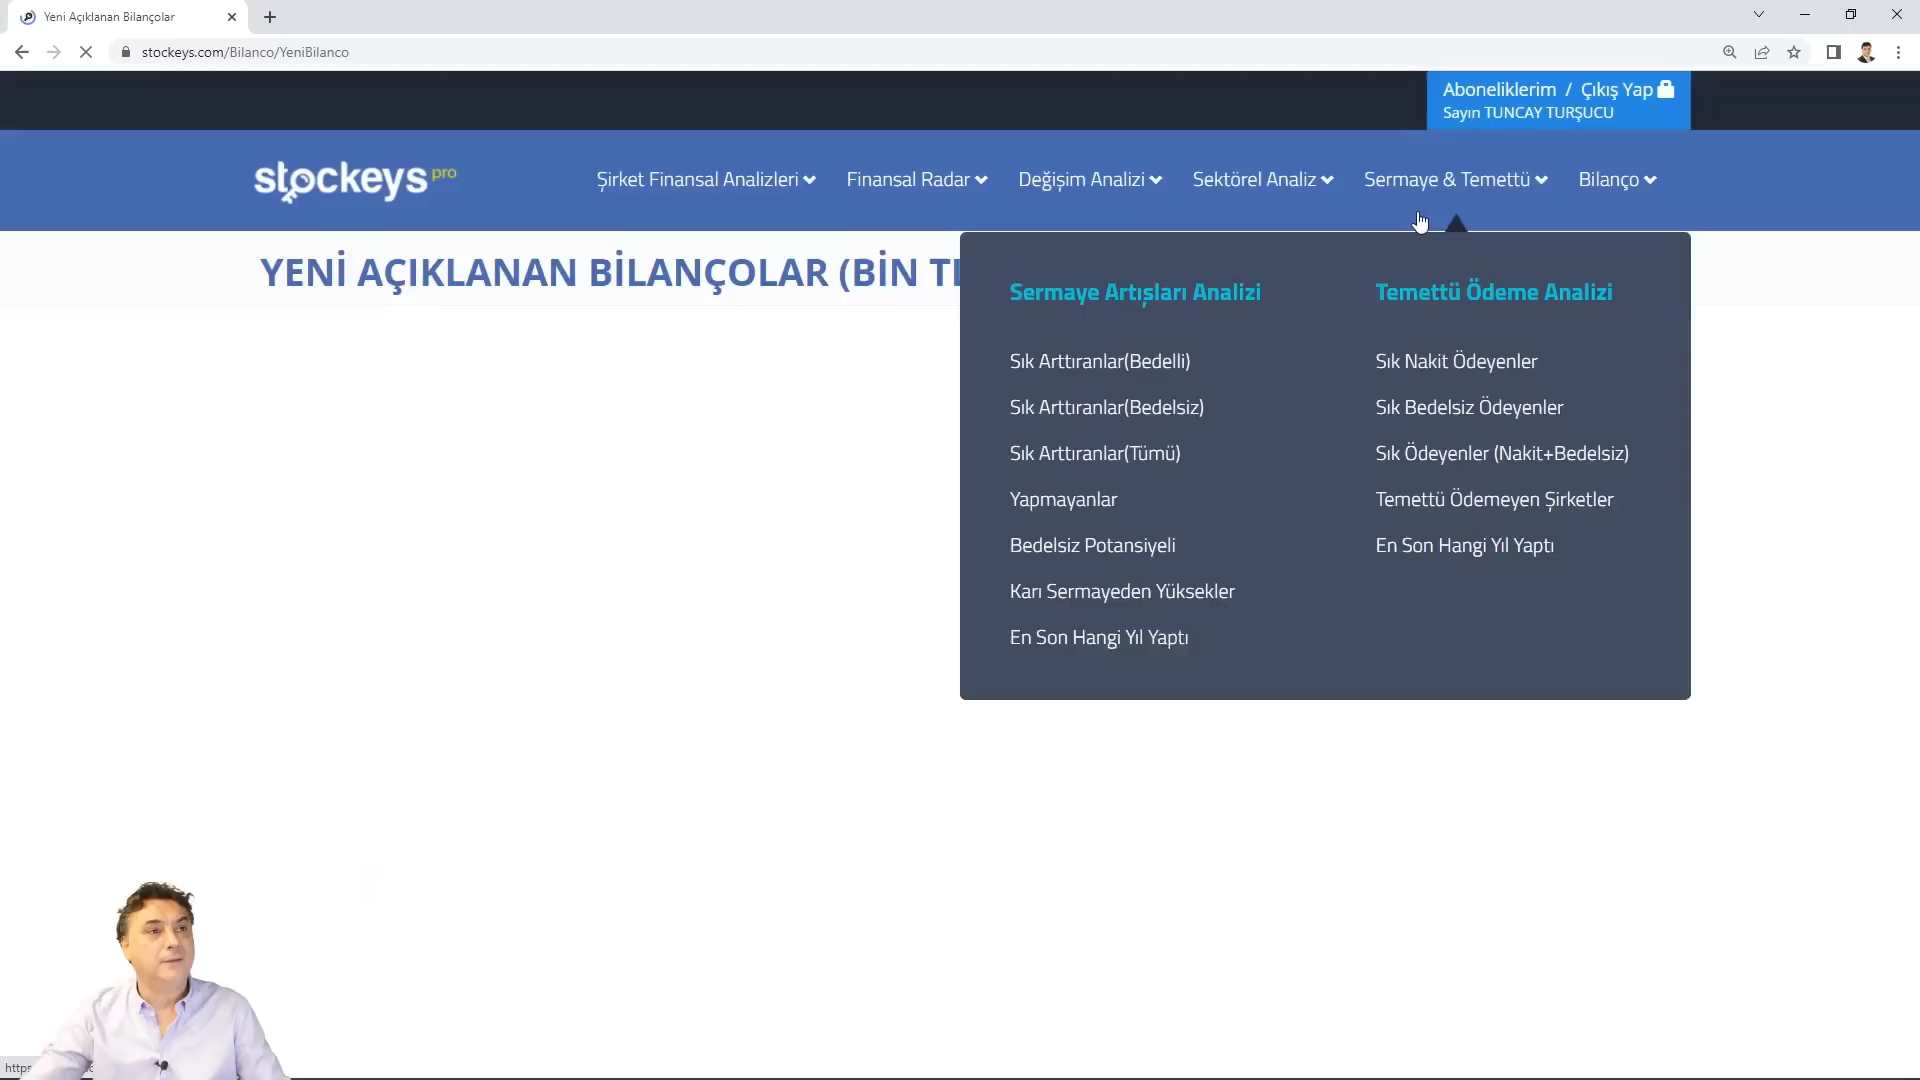 Yeni Açıklanan Bilançolar
stockeys.com/Bilanco/YeniBilanco
Aboneliklerim / Çıkış Yap
Sayın TUNCAY TURŞUCU
stockeys pro
Şirket Finansal Analizleri
Finansal Radar
Değişim Analizi
Sektörel Analiz
Sermaye & Temettü
Bilanço
YENİ AÇIKLANAN BİLANÇOLAR (BİN
Sermaye Artışları Analizi
Sık Arttıranlar(Bedelli)
Sık Arttıranlar(Bedelsiz)
Sık Arttıranlar(Tümü)
Yapmayanlar
Bedelsiz Potansiyeli
Karı Sermayeden Yüksekler
En Son Hangi Yıl Yaptı
Temettü Ödeme Analizi
Sık Nakit Ödeyenler
Sık Bedelsiz Ödeyenler
Sık Ödeyenler (Nakit+Bedelsiz)
Temettü Ödemeyen Şirketler
En Son Hangi Yıl Yaptı